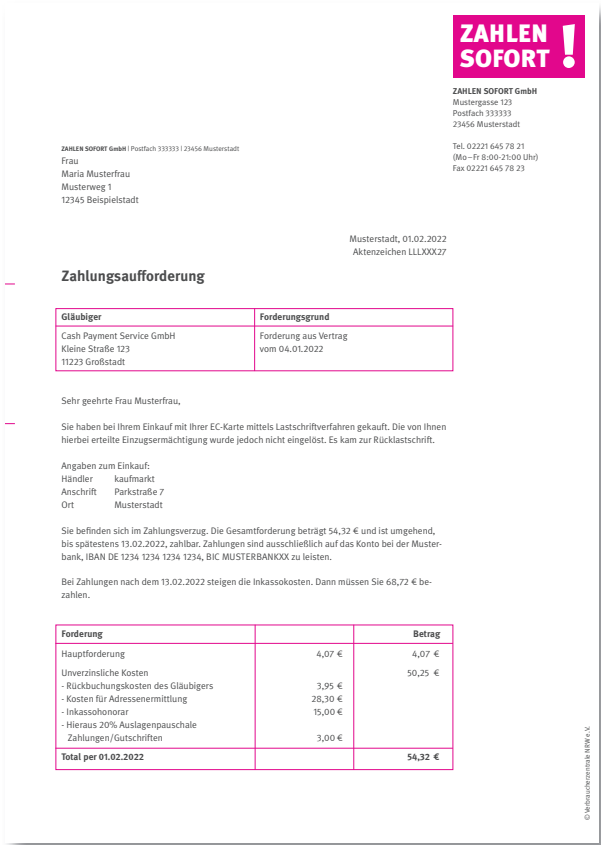 ZAHLEN
SOFORT !
ZAHLEN SOFORT GmbH
Mustergasse 123
Postfach 333333
23456 Musterstadt
Tel. 02221 645 78 21
(Mo–Fr 8:00-21:00 Uhr)
Fax 02221 645 78 23
ZAHLEN SOFORT GmbH | Postfach 333333 | 23456 Musterstadt
Frau
Maria Musterfrau
Musterweg 1
12345 Beispielstadt
Musterstadt, 01.02.2022
Aktenzeichen LLLXXX27
Zahlungsaufforderung
Gläubiger Forderungsgrund
Cash Payment Service GmbH Forderung aus Vertrag
Kleine Straße 123 vom 04.01.2022
11223 Großstadt
Sehr geehrte Frau Musterfrau,
Sie haben bei Ihrem Einkauf mit Ihrer EC-Karte mittels Lastschriftverfahren gekauft. Die von Ihnen
hierbei erteilte Einzugsermächtigung wurde jedoch nicht eingelöst. Es kam zur Rücklastschrift.
Angaben zum Einkauf:
Händler kaufmarkt
Anschrift Parkstraße 7
Ort Musterstadt
Sie befinden sich im Zahlungsverzug. Die Gesamtforderung beträgt 54,32 € und ist umgehend,
bis spätestens 13.02.2022, zahlbar. Zahlungen sind ausschließlich auf das Konto bei der Muster-
bank, IBAN DE 1234 1234 1234 1234, BIC MUSTERBANKXX zu leisten.
Bei Zahlungen nach dem 13.02.2022 steigen die Inkassokosten. Dann müssen Sie 68,72 € be-
zahlen.
Forderung Betrag
Hauptforderung 4,07 € 4,07 €
Unverzinsliche Kosten 50,25 €
- Rückbuchungskosten des Gläubigers 3,95 €
- Kosten für Adressenermittlung 28,30 €
- Inkassohonorar 15,00 €
- Hieraus 20% Auslagenpauschale
Zahlungen/Gutschriften 3,00 €
Total per 01.02.2022 54,32 €
© Verbraucherzentrale NRW e.V.